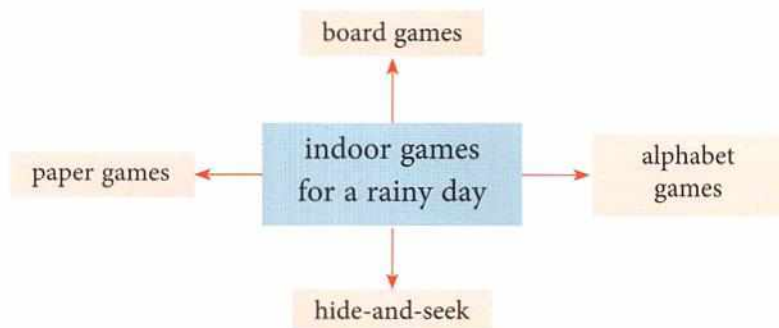 board games
paper games
indoor games
for a rainy day
alphabet
games
hide-and-seek